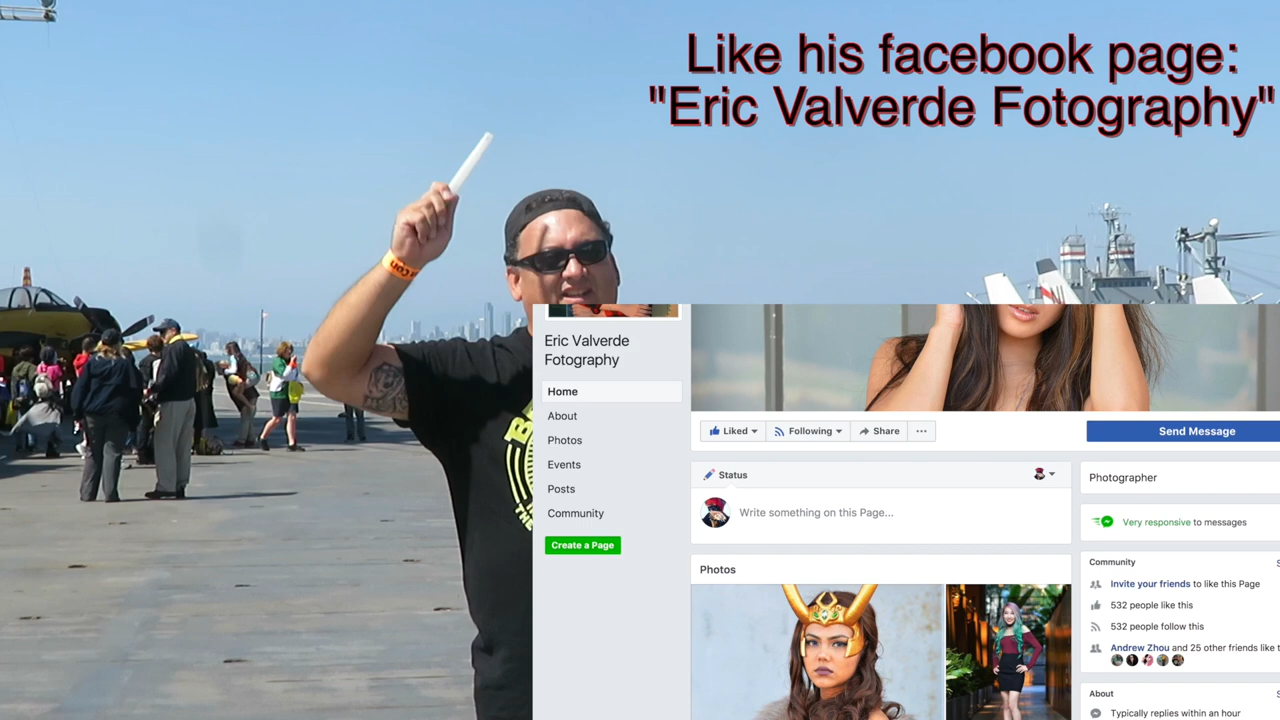 Like his facebook page:
"Eric Valverde Fotography"
Eric Valverde
Fotography
Home
About
Photos
Events
Posts
Community
Create a Page
Liked
Following
Share
Send Message
Status
Write something on this Page...
Photos
Photographer
Very responsive to messages
Community
Invite your friends to like this Page
532 people like this
532 people follow this
Andrew Zhou and 25 other friends like
About
Typically replies within an hour